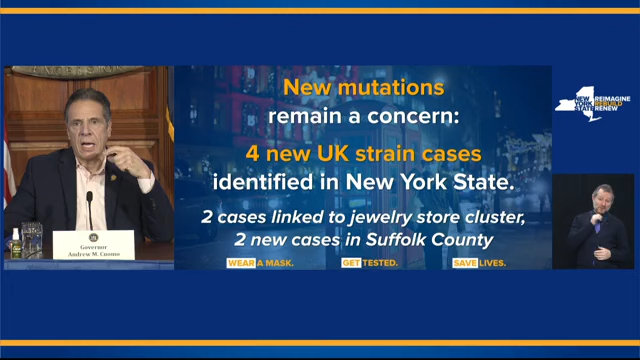 New mutations
remain a concern:
4 new UK strain cases
identified in New York State.
2 cases linked to jewelry store cluster,
2 new cases in Suffolk County
WEAR A MASK. GET TESTED. SAVE LIVES.
NEW YORK STATE
REIMAGINE
REBUILD
RENEW
Governor
Andrew M. Cuomo